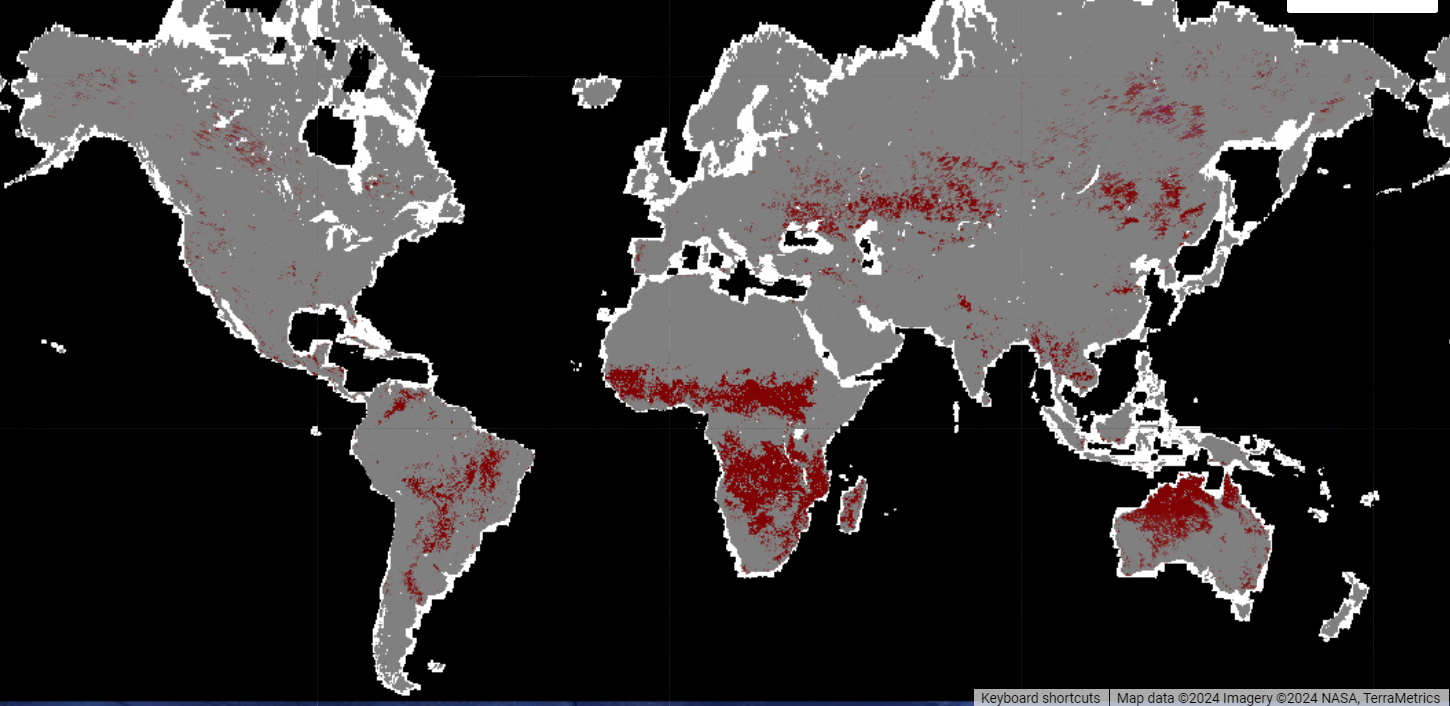 Keyboard shortcuts Map data ©2024 Imagery ©2024 NASA, TerraMetrics